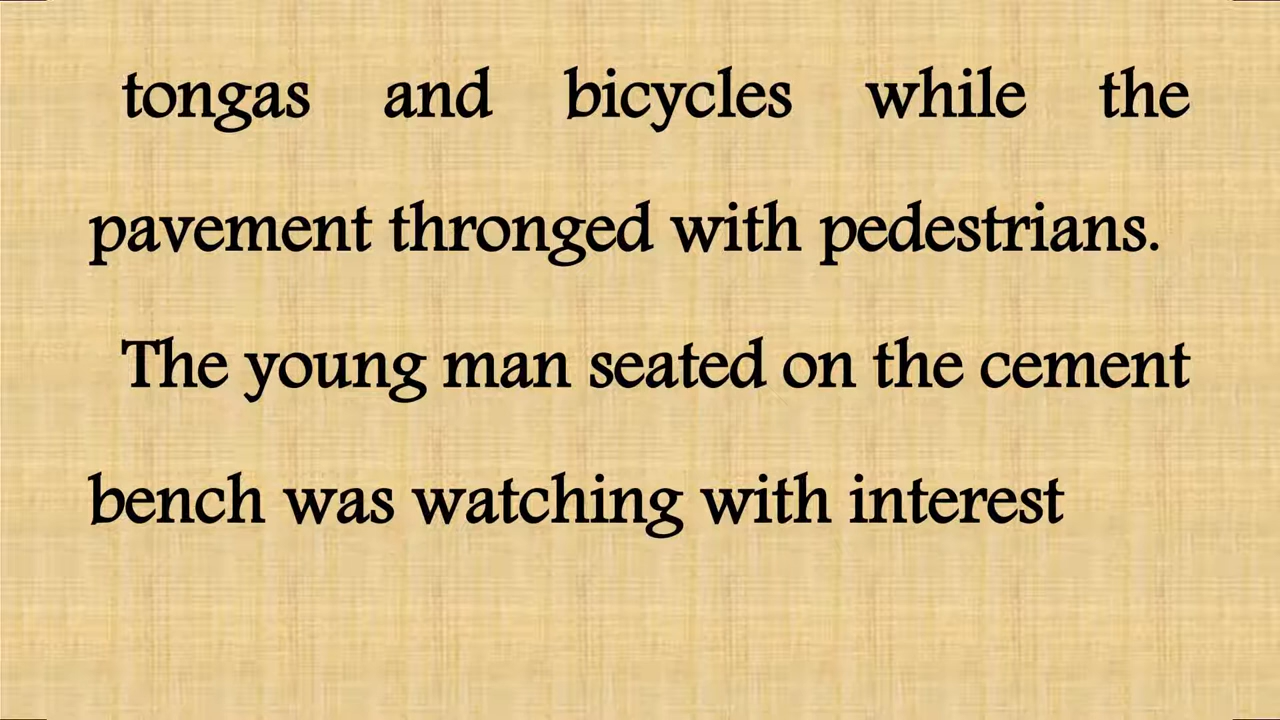 tongas and bicycles while the
pavement thronged with pedestrians.
The young man seated on the cement
bench was watching with interest